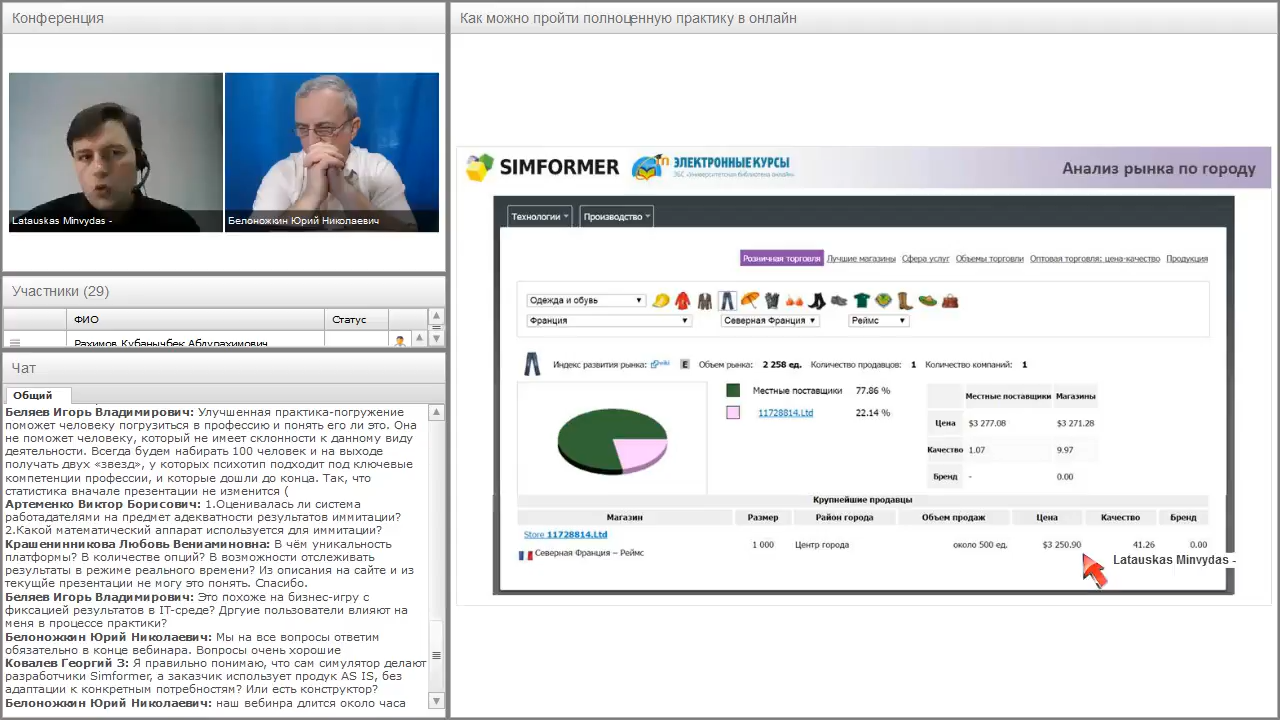 Конференция
Latauskas Minvydas -
Белоножкин Юрий Николаевич
Участники (29)
ФИО
Статус
Рахимов Кубанычбек Абдурахимович
Чат
Общий
Беляев Игорь Владимирович: Улучшенная практика-погружение
поможет человеку погрузиться в профессию и понять его ли это. Она
не поможет человеку, который не имеет склонности к данному виду
деятельности. Всегда будем набирать 100 человек и на выходе
получать двух «звезд», у которых психотип подходит под ключевые
компетенции профессии, и которые дошли до конца. Так, что
статистика вначале презентации не изменится (
Артеменко Виктор Борисович: 1.Оценивалась ли система
работадателями на предмет адекватности результатов имитации?
2.Какой математический аппарат используется для иммитации?
Крашенинникова Любовь Вениаминовна: В чём уникальность
платформы? В количестве опций? В возможности отслеживать
результаты в режиме реального времени? Из описания на сайте и из
текущйе презентации не могу это понять. Спасибо.
Беляев Игорь Владимирович: Это похоже на бизнес-игру с
фиксацией результатов в IT-среде? Дргуие пользователи влияют на
меня в процессе практики?
Белоножкин Юрий Николаевич: Мы на все вопросы ответим
обязательно в конце вебинара. Вопросы очень хорошие
Ковалев Георгий З: Я правильно понимаю, что сам симулятор делают
разработчики Simformer, а заказчик использует продук AS IS, без
адаптации к конкретным потребностям? Или есть конструктор?
Белоножкин Юрий Николаевич: наш вебинра длится около часа
Как можно пройти полноценную практику в онлайн
SIMFORMER
ЭЛЕКТРОННЫЕ КУРСЫ
ЭБС «Университетская библиотека онлайн»
Анализ рынка по городу
Технологии
Производство
Розничная торговля Лучшие магазины Сфера услуг Объемы торговли Оптовая торговля: цена-качество Продукция
Одежда и обувь
Франция
Северная Франция
Реймс
Индекс развития рынка: wiki E Объем рынка: 2 258 ед. Количество продавцов: 1 Количество компаний: 1
Местные поставщики 77.86 %
11728814.Ltd 22.14 %
Местные поставщики Магазины
Цена $3 277.08 $3 271.28
Качество 1.07 9.97
Бренд - 0.00
Крупнейшие продавцы
Магазин Размер Район города Объем продаж Цена Качество Бренд
Store 11728814.Ltd
Северная Франция – Реймс
1 000 Центр города около 500 ед. $3 250.90 41.26 0.00
Latauskas Minvydas -